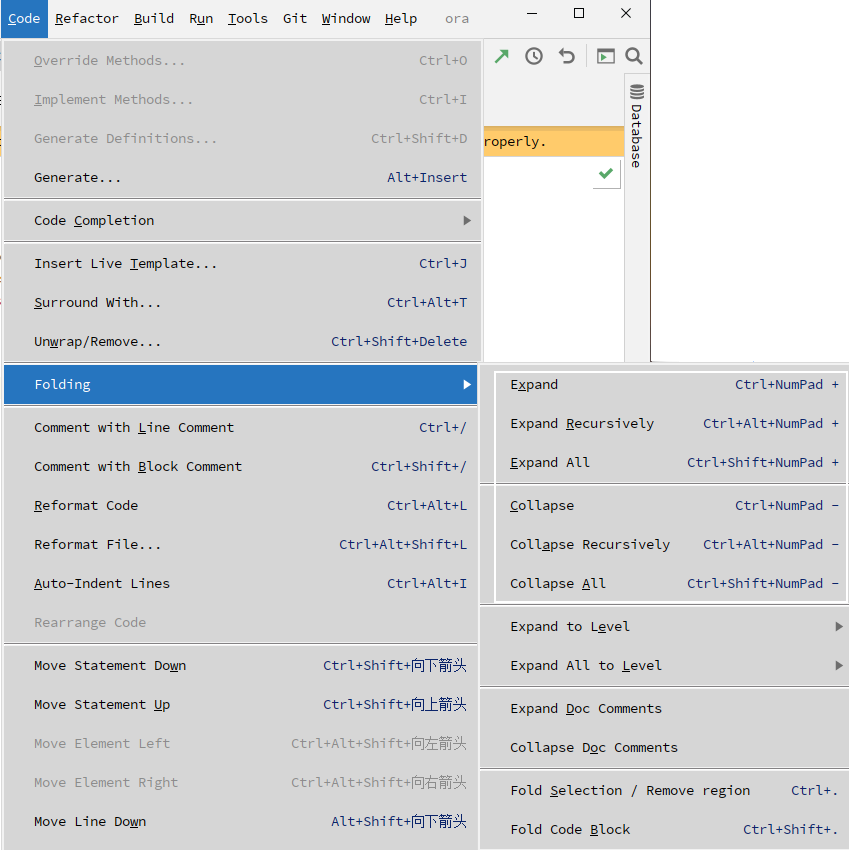 Code Refactor Build Run Tools Git Window Help ora
Override Methods... Ctrl+O
Implement Methods... Ctrl+I
Generate Definitions... Ctrl+Shift+D
roperly.
Generate... Alt+Insert
Database
Code Completion
Insert Live Template... Ctrl+J
Surround With... Ctrl+Alt+T
Unwrap/Remove... Ctrl+Shift+Delete
Folding
Comment with Line Comment Ctrl+/
Comment with Block Comment Ctrl+Shift+/
Reformat Code Ctrl+Alt+L
Reformat File... Ctrl+Alt+Shift+L
Auto-Indent Lines Ctrl+Alt+I
Rearrange Code
Move Statement Down Ctrl+Shift+向下箭头
Move Statement Up Ctrl+Shift+向上箭头
Move Element Left Ctrl+Alt+Shift+向左箭头
Move Element Right Ctrl+Alt+Shift+向右箭头
Move Line Down Alt+Shift+向下箭头
Expand Ctrl+NumPad +
Expand Recursively Ctrl+Alt+NumPad +
Expand All Ctrl+Shift+NumPad +
Collapse Ctrl+NumPad -
Collapse Recursively Ctrl+Alt+NumPad -
Collapse All Ctrl+Shift+NumPad -
Expand to Level
Expand All to Level
Expand Doc Comments
Collapse Doc Comments
Fold Selection / Remove region Ctrl+.
Fold Code Block Ctrl+Shift+.